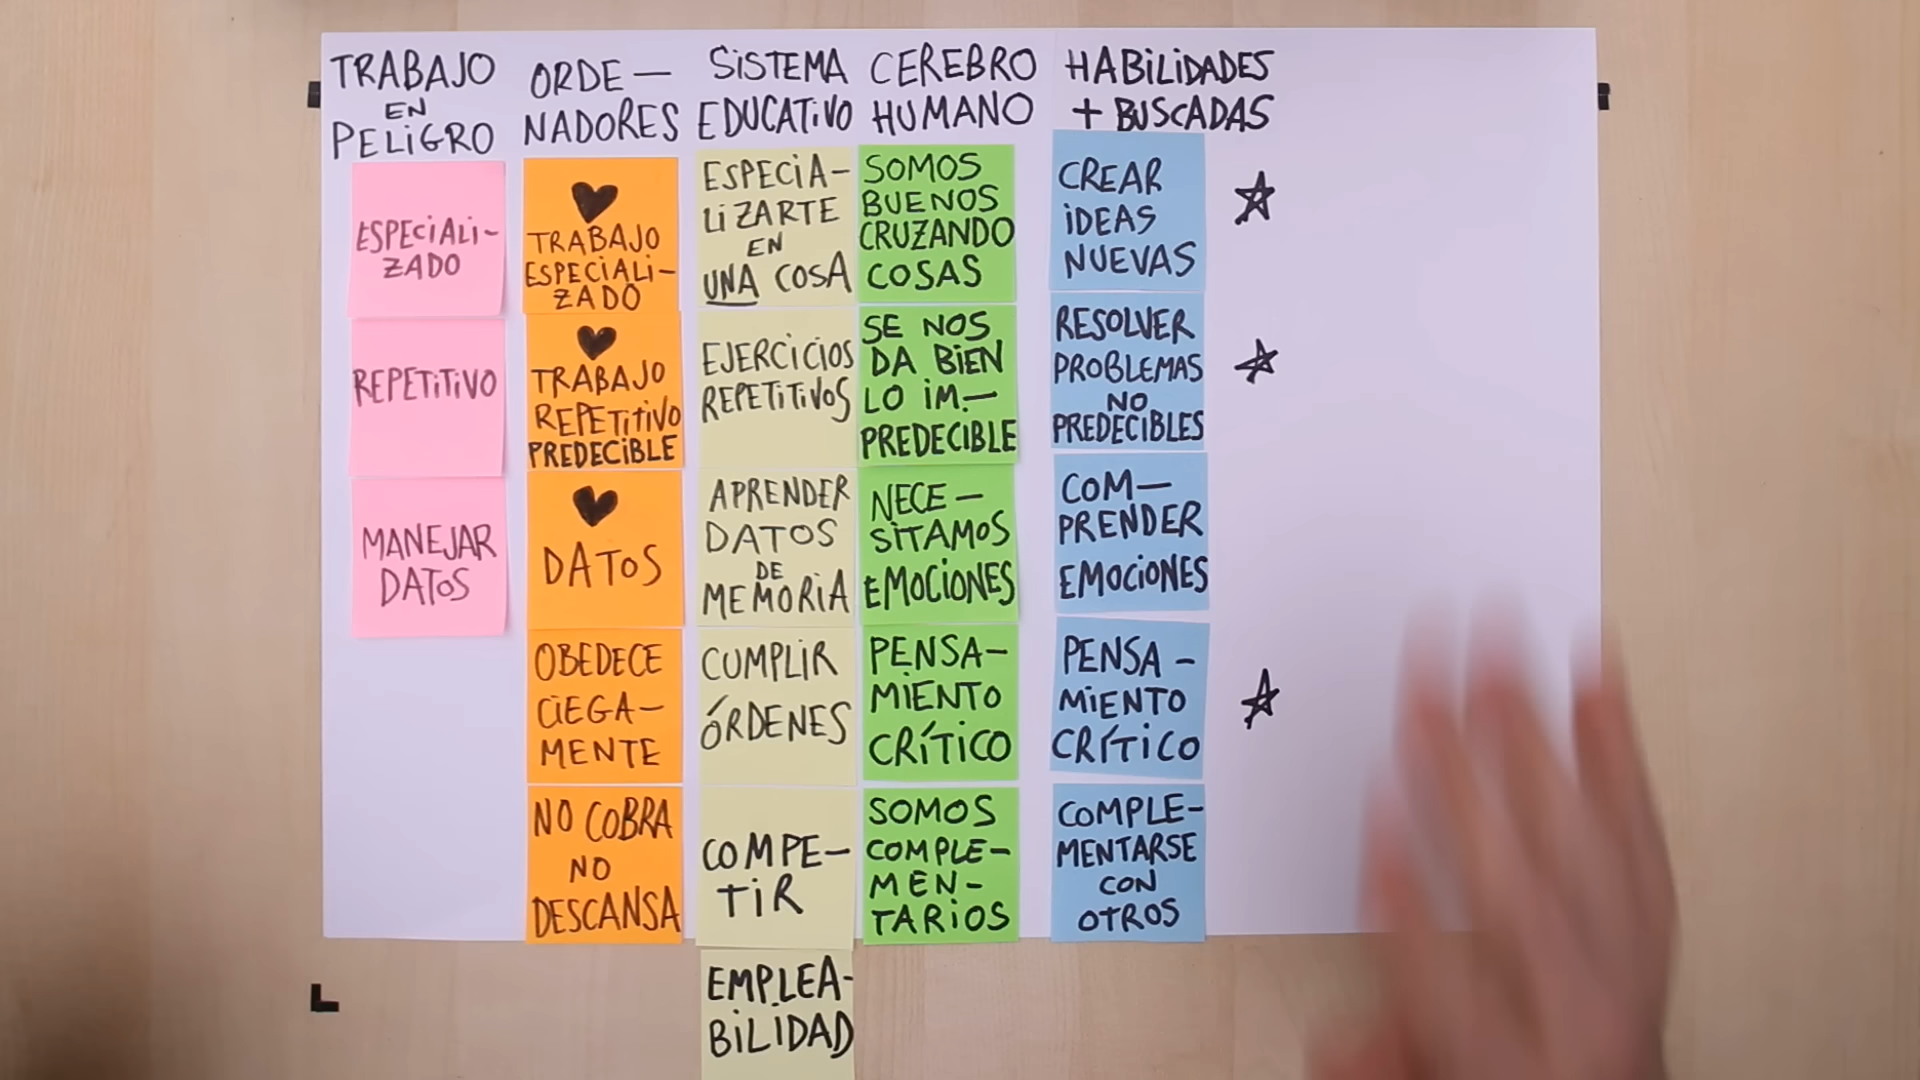 TRABAJO
EN
PELIGRO
ESPECIALI-
ZADO
REPETITIVO
MANEJAR
DATOS
ORDE-
NADORES
TRABAJO
ESPECIALI-
ZADO
TRABAJO
REPETITIVO
PREDECIBLE
DATOS
OBEDECE
CIEGA-
MENTE
NO COBRA
NO
DESCANSA
SISTEMA
EDUCATIVO
ESPECIA-
LIZARTE
EN
UNA COSA
EJERCICIOS
REPETITIVOS
APRENDER
DATOS
DE
MEMORIA
CUMPLIR
ÓRDENES
COMPE-
TIR
EMPLEA-
BILIDAD
CEREBRO
HUMANO
SOMOS
BUENOS
CRUZANDO
COSAS
SE NOS
DA BIEN
LO IM.-
PREDECIBLE
NECE-
SITAMOS
EMOCIONES
PENSA-
MIENTO
CRÍTICO
SOMOS
COMPLE-
MEN-
TARIOS
HABILIDADES
+ BUSCADAS
CREAR
IDEAS
NUEVAS
RESOLVER
PROBLEMAS
NO
PREDECIBLES
COM-
PRENDER
EMOCIONES
PENSA-
MIENTO
CRÍTICO
COMPLE-
MENTARSE
CON
OTROS